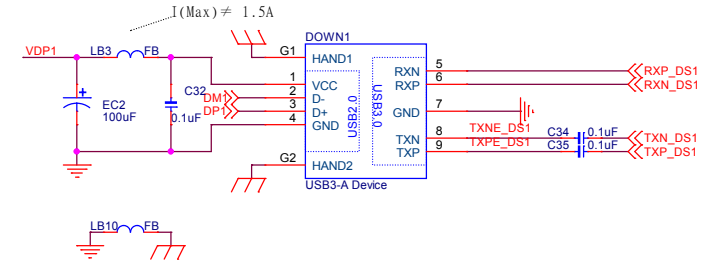 I(Max)≠ 1.5A
DOWN1
VDP1
LB3
FB
G1
HAND1
5
RXN
RXP_DS1
6
RXP
RXN_DS1
1
VCC
C32
2
D-
DM1
EC2
3
D+
DP1
100uF
0.1uF
4
GND
USB2.0
USB3.0
7
GND
8
TXN
TXNE_DS1
C34
0.1uF
TXN_DS1
9
TXP
TXPE_DS1
C35
0.1uF
TXP_DS1
G2
HAND2
USB3-A Device
LB10
FB